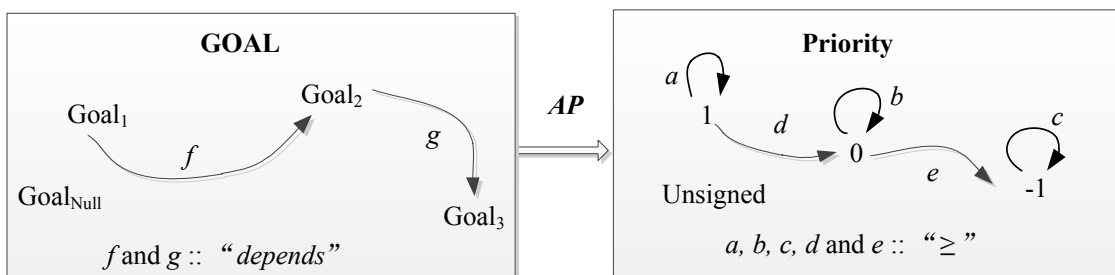 GOAL
Goal1
Goal2
Goal3
GoalNull
f
g
f and g :: “depends”
AP
Priority
a
1
b
d
0
c
e
-1
Unsigned
a, b, c, d and e :: “≥”